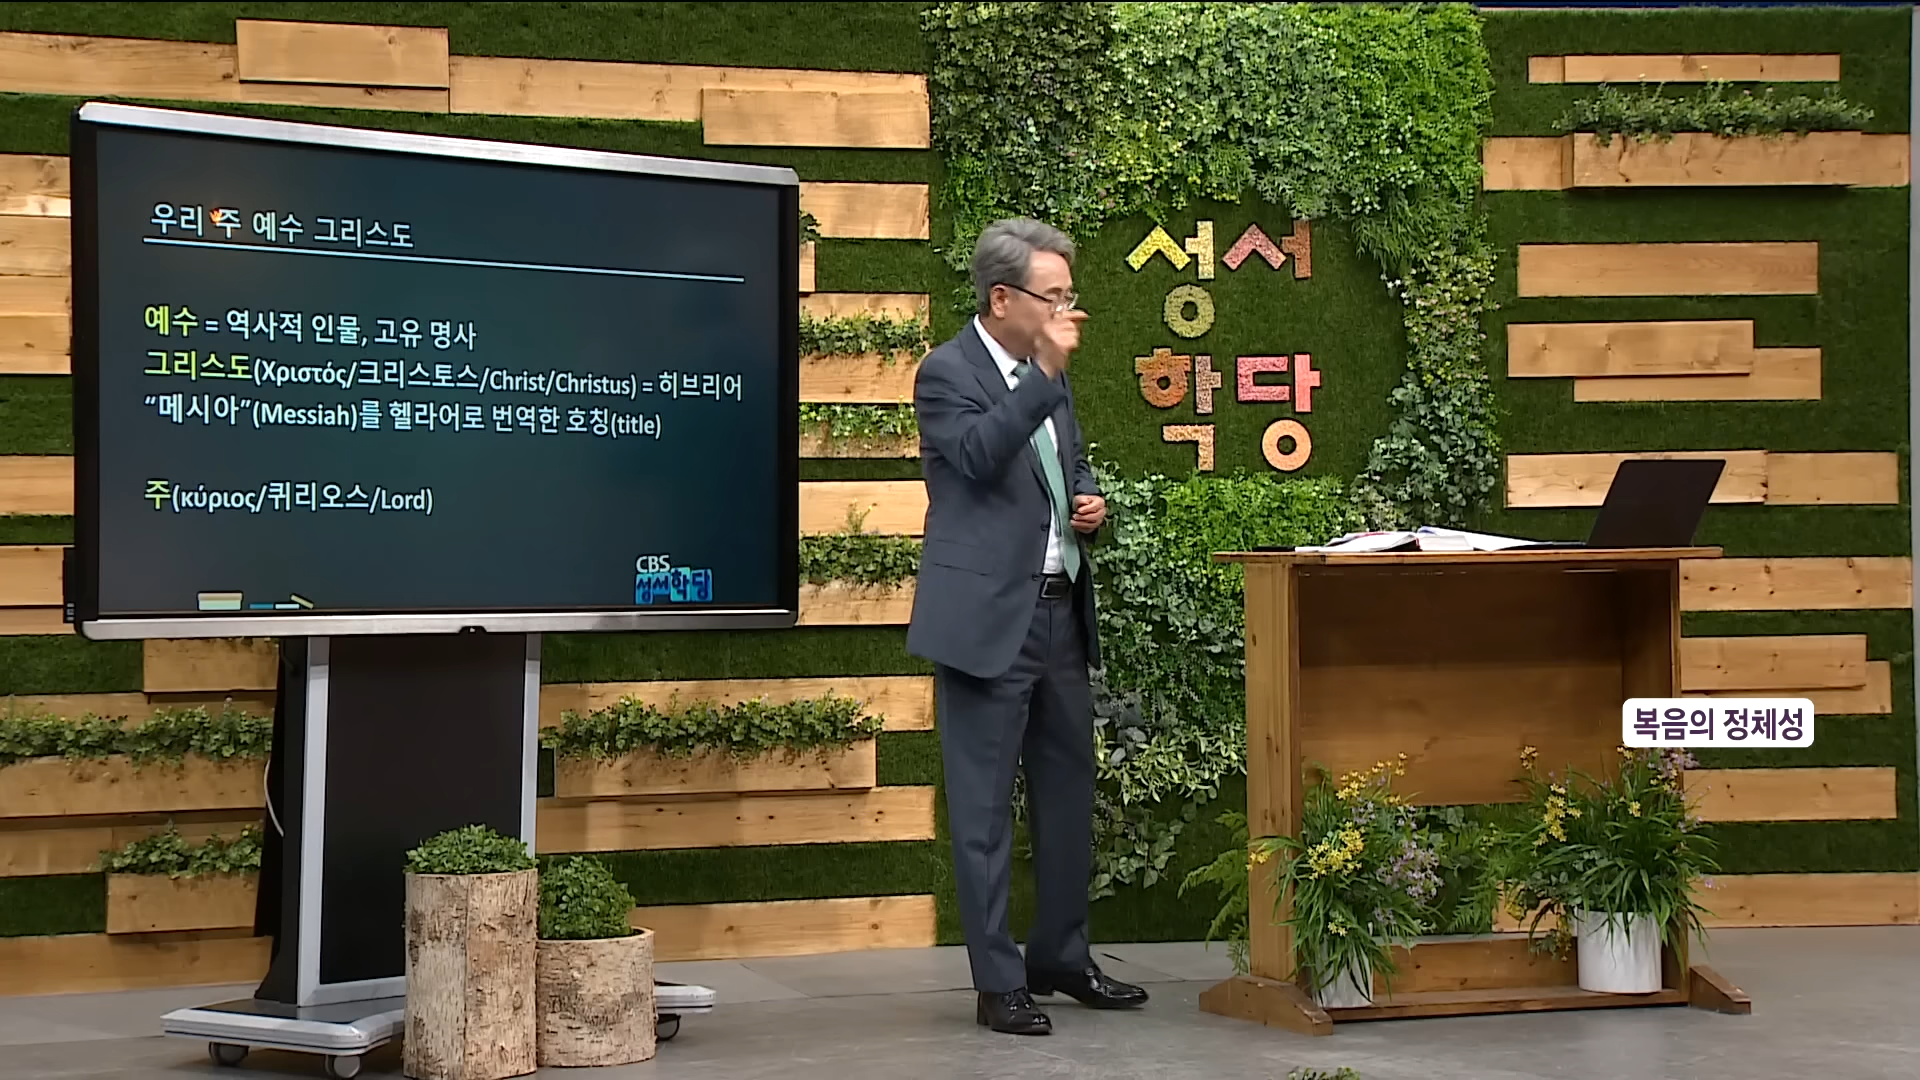 우리 주 예수 그리스도
예수 = 역사적 인물, 고유 명사
그리스도(Χριστός/크리스토스/Christ/Christus) = 히브리어
“메시아”(Messiah)를 헬라어로 번역한 호칭(title)
주(κύριος/퀴리오스/Lord)
CBS
성서학당
성서
학당
복음의 정체성